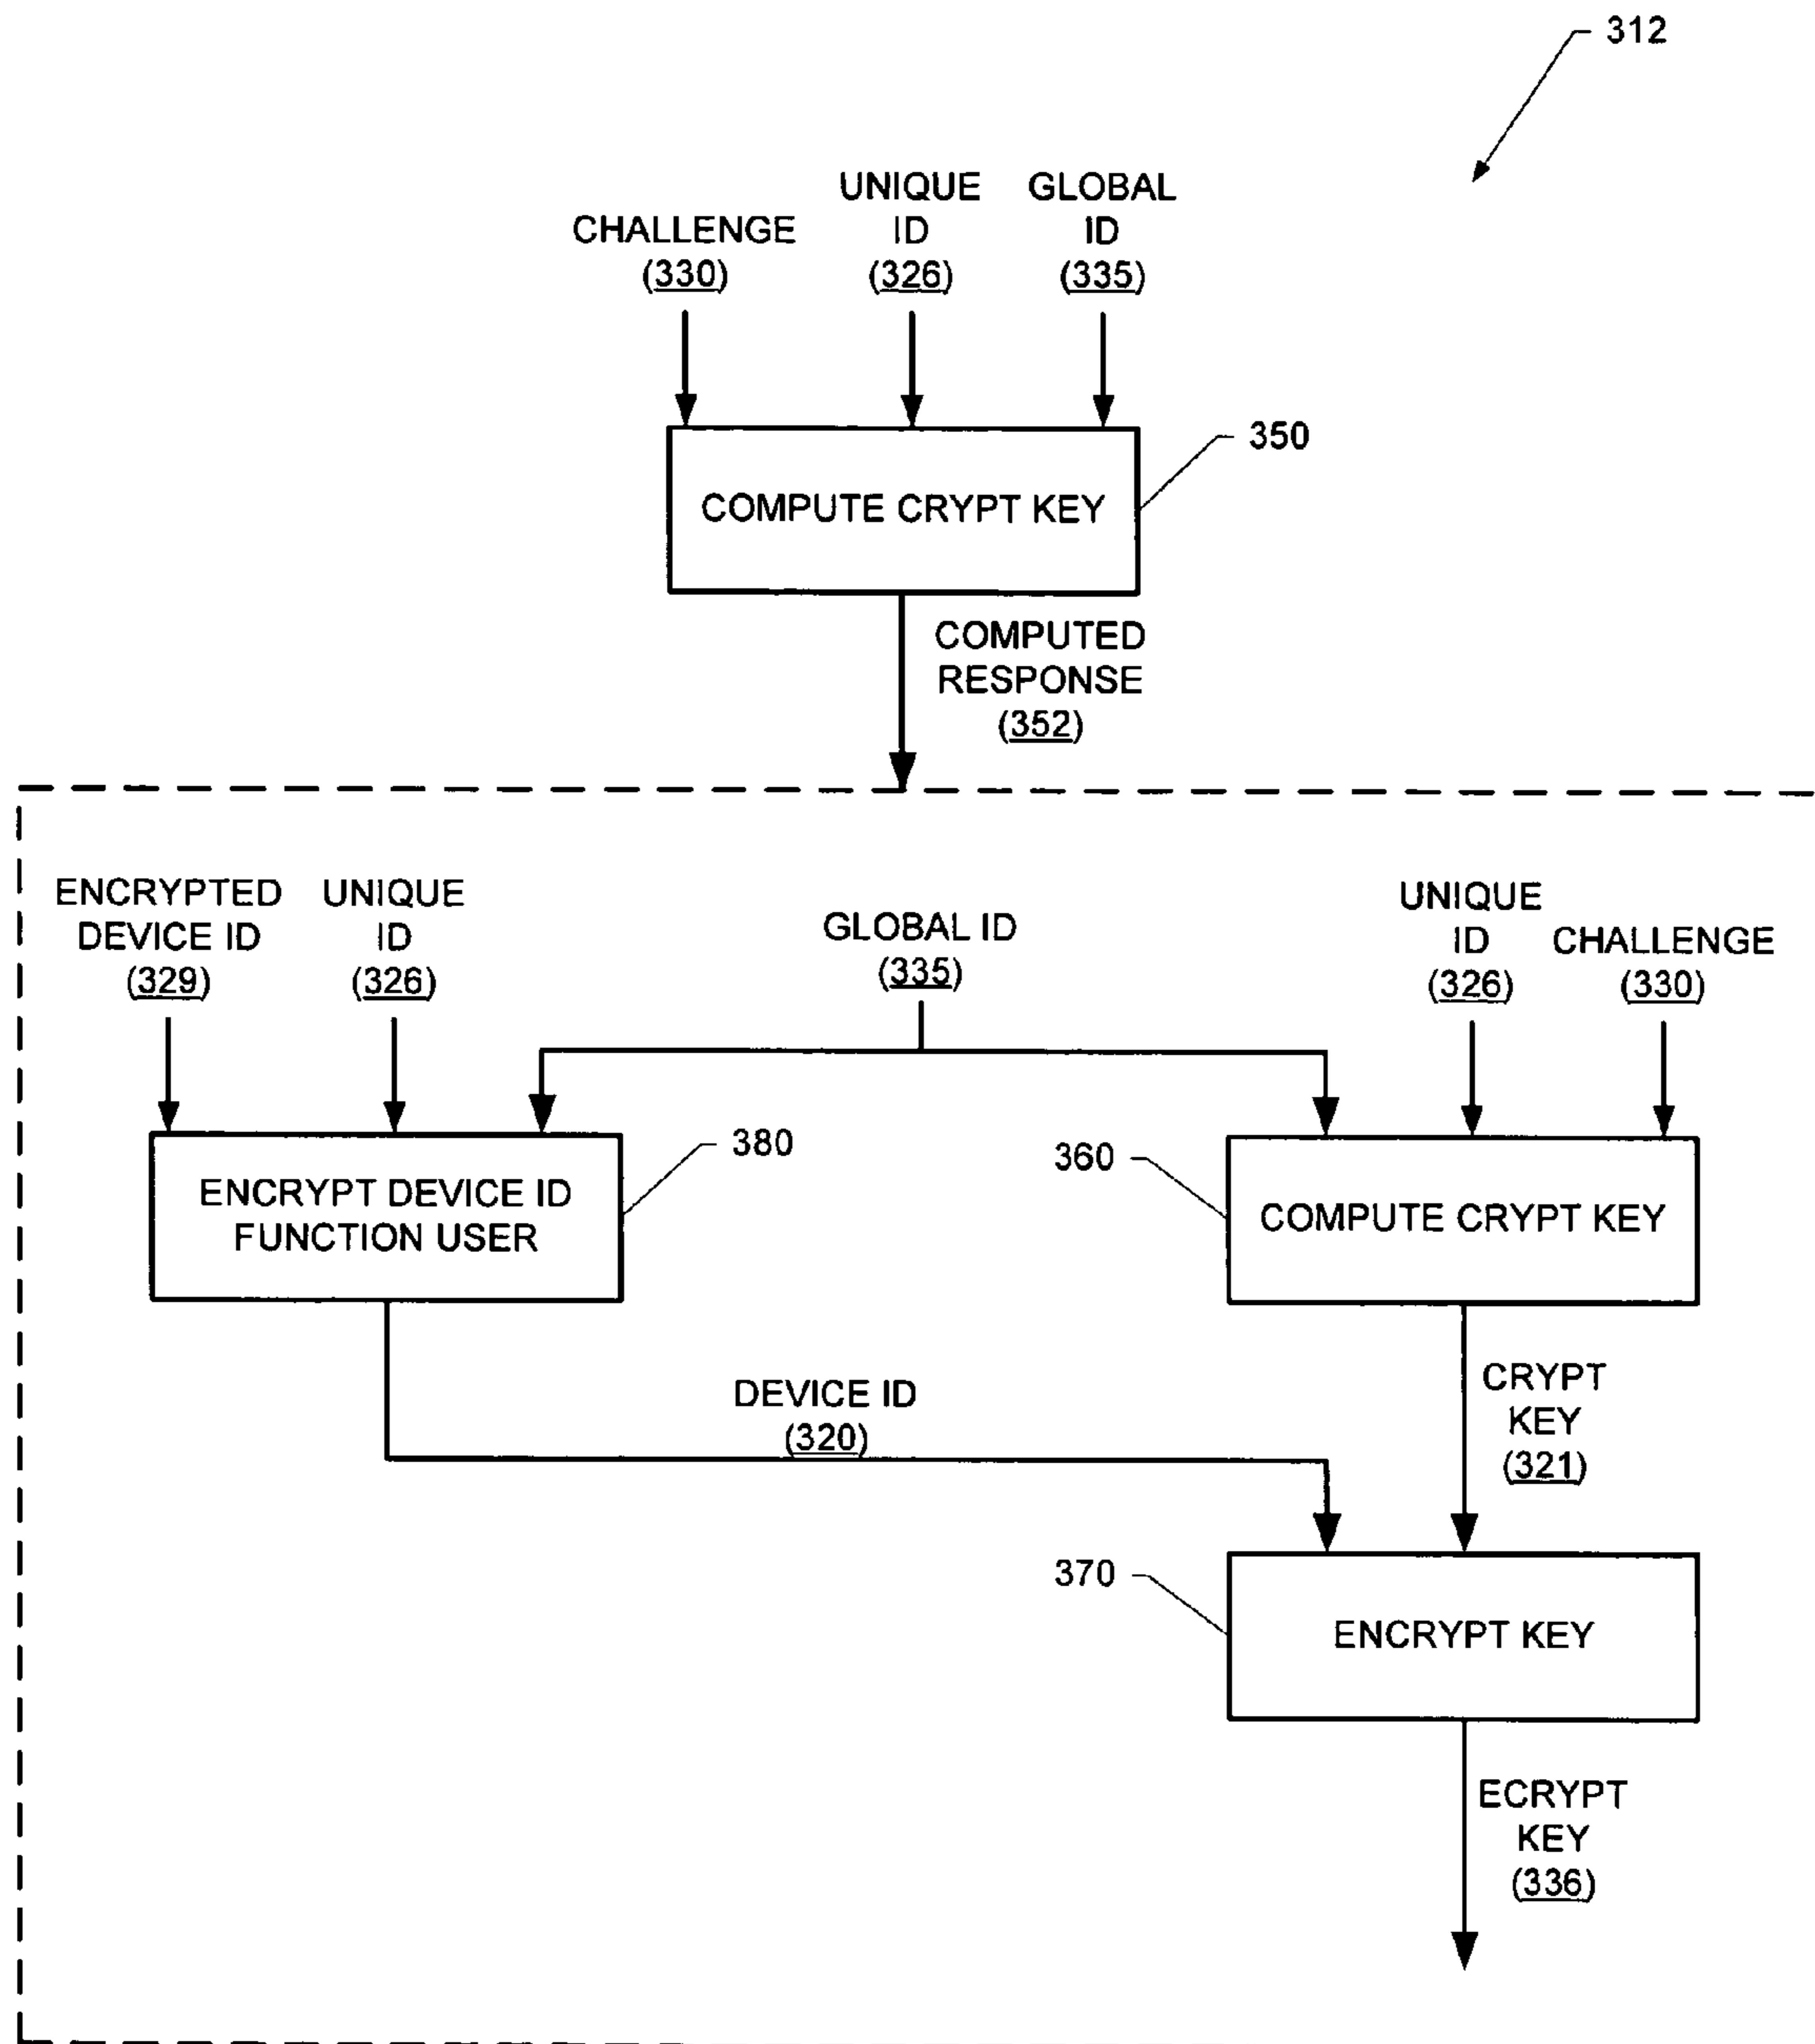 312
CHALLENGE
(330)
UNIQUE
ID
(326)
GLOBAL
ID
(335)
350
COMPUTE CRYPT KEY
COMPUTED
RESPONSE
(352)
ENCRYPTED
DEVICE ID
(329)
UNIQUE
ID
(326)
GLOBAL ID
(335)
UNIQUE
ID
(326)
CHALLENGE
(330)
380
ENCRYPT DEVICE ID
FUNCTION USER
360
COMPUTE CRYPT KEY
DEVICE ID
(320)
CRYPT
KEY
(321)
370
ENCRYPT KEY
ECRYPT
KEY
(336)